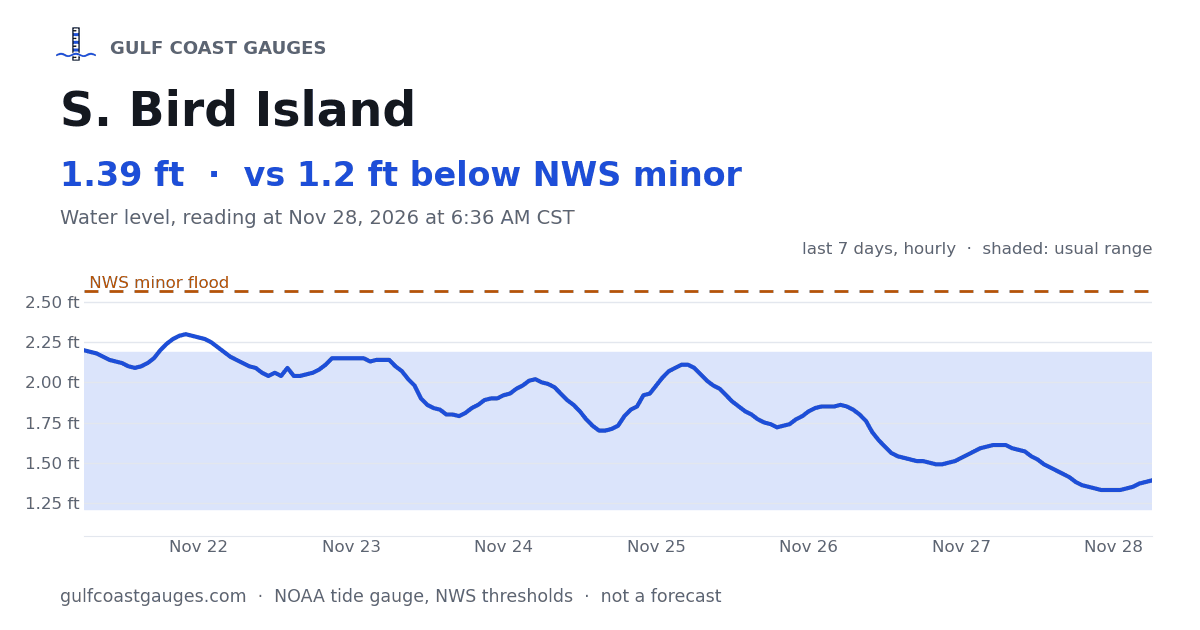 GULF COAST GAUGES
S. Bird Island
1.39 ft · vs 1.2 ft below NWS minor
Water level, reading at Nov 28, 2026 at 6:36 AM CST
last 7 days, hourly · shaded: usual range
NWS minor flood
2.50 ft
2.25 ft
2.00 ft
1.75 ft
1.50 ft
1.25 ft
Nov 22 Nov 23 Nov 24 Nov 25 Nov 26 Nov 27 Nov 28
gulfcoastgauges.com · NOAA tide gauge, NWS thresholds · not a forecast